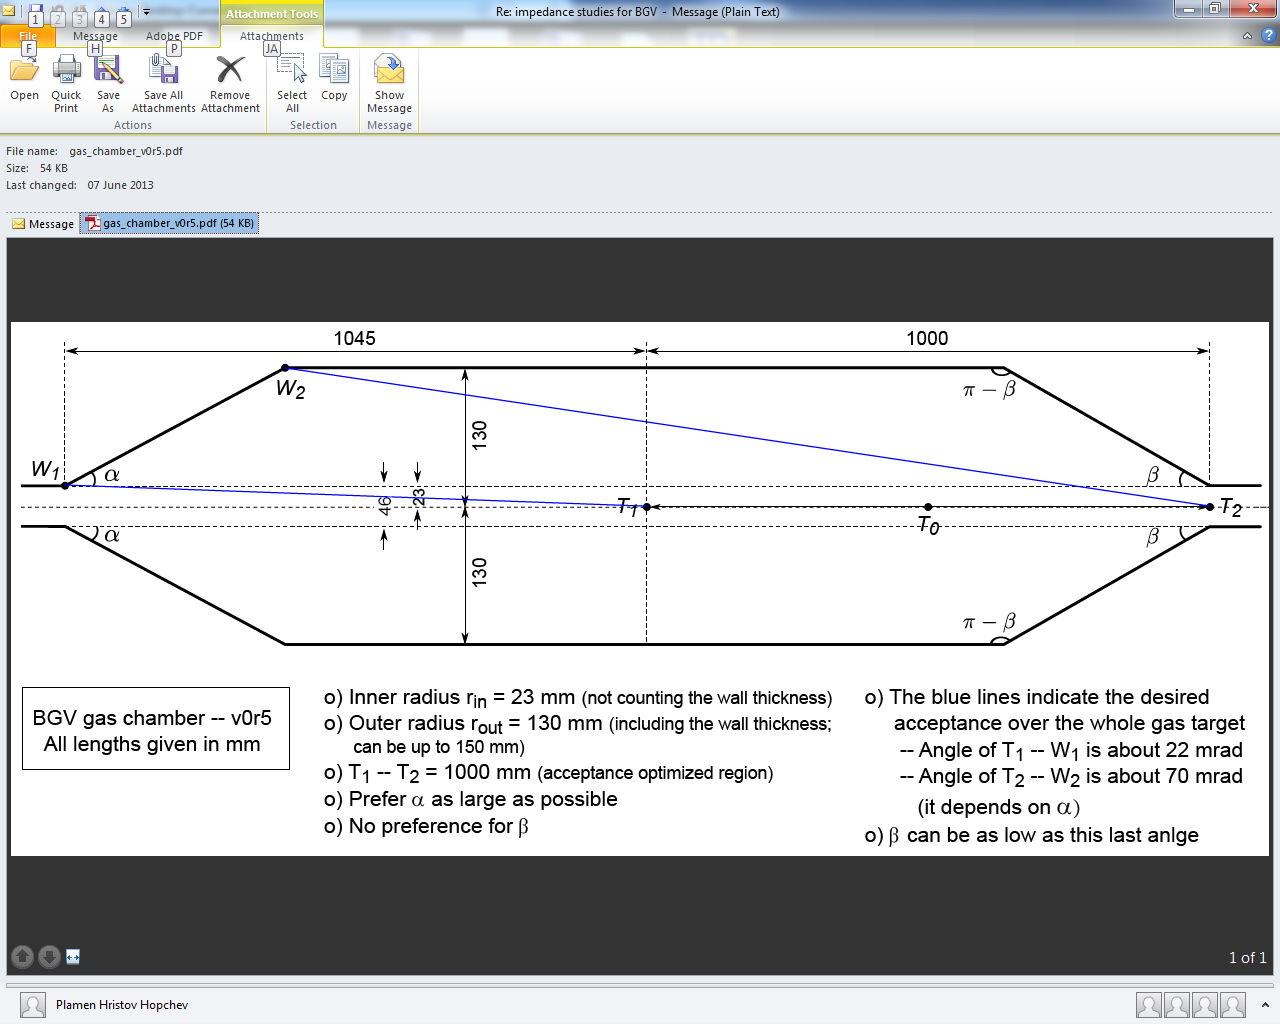 Re: impedance studies for BGV - Message (Plain Text)
1 2 3 4 5
Attachment Tools
File Message Adobe PDF Attachments
F H P JA
Open
Quick Print
Save As
Save All Attachments
Remove Attachment
Select All
Copy
Show Message
Actions Selection Message
File name: gas_chamber_v0r5.pdf
Size: 54 KB
Last changed: 07 June 2013
Message gas_chamber_v0r5.pdf (54 KB)
1045 1000
W2
π − β
130
W1
α
β
46
23
T1
T0
T2
α
β
130
π − β
BGV gas chamber -- v0r5
All lengths given in mm
o) Inner radius rin = 23 mm (not counting the wall thickness)
o) Outer radius rout = 130 mm (including the wall thickness;
can be up to 150 mm)
o) T1 -- T2 = 1000 mm (acceptance optimized region)
o) Prefer α as large as possible
o) No preference for β
o) The blue lines indicate the desired
acceptance over the whole gas target
-- Angle of T1 -- W1 is about 22 mrad
-- Angle of T2 -- W2 is about 70 mrad
(it depends on α)
o) β can be as low as this last anlge
1 of 1
Plamen Hristov Hopchev